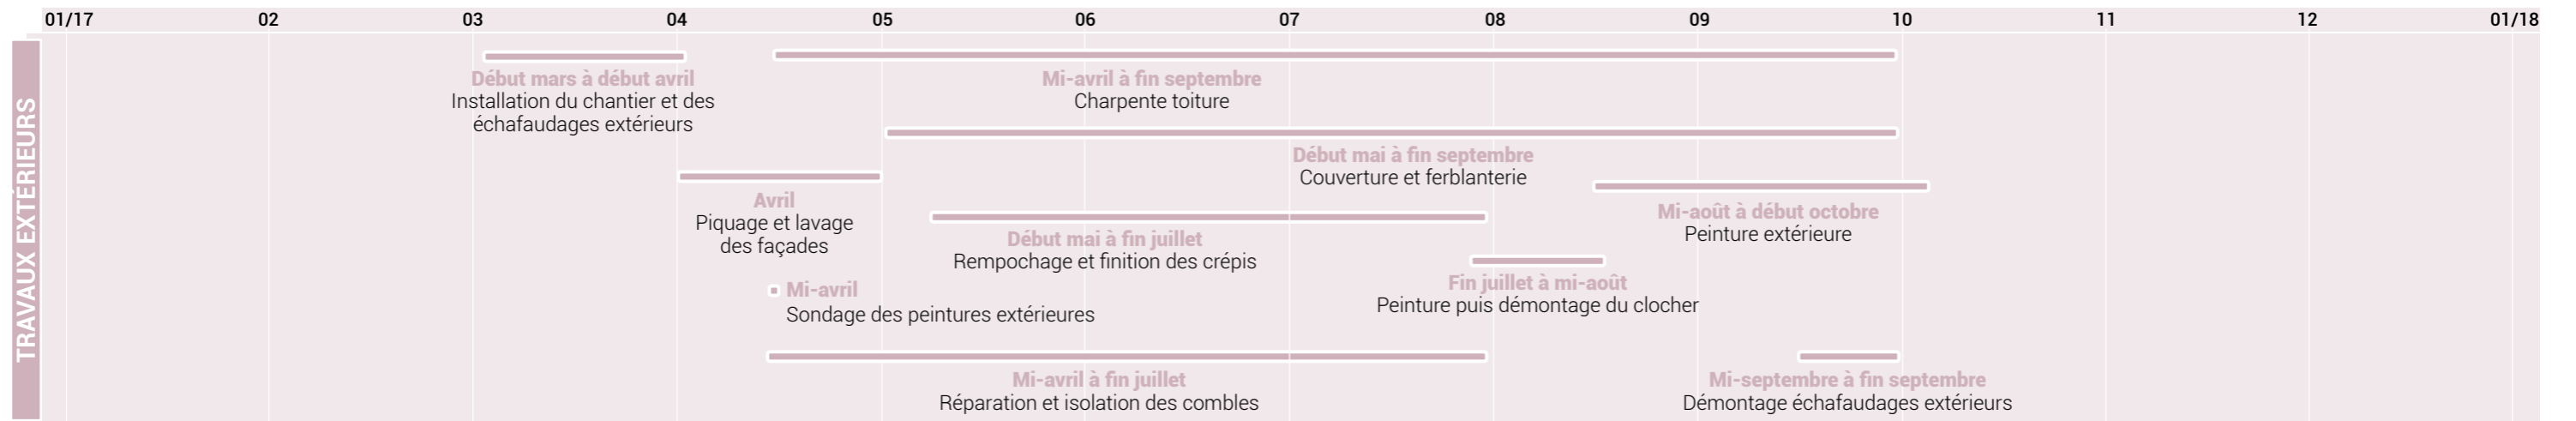 01/17 02 03 04 05 06 07 08 09 10 11 12 01/18
TRAVAUX EXTÉRIEURS
Début mars à début avril
Installation du chantier et des
échafaudages extérieurs
Mi-avril à fin septembre
Charpente toiture
Début mai à fin septembre
Couverture et ferblanterie
Avril
Piquage et lavage
des façades
Mi-août à début octobre
Peinture extérieure
Début mai à fin juillet
Rempochage et finition des crépis
Fin juillet à mi-août
Peinture puis démontage du clocher
Mi-avril
Sondage des peintures extérieures
Mi-avril à fin juillet
Réparation et isolation des combles
Mi-septembre à fin septembre
Démontage échafaudages extérieurs